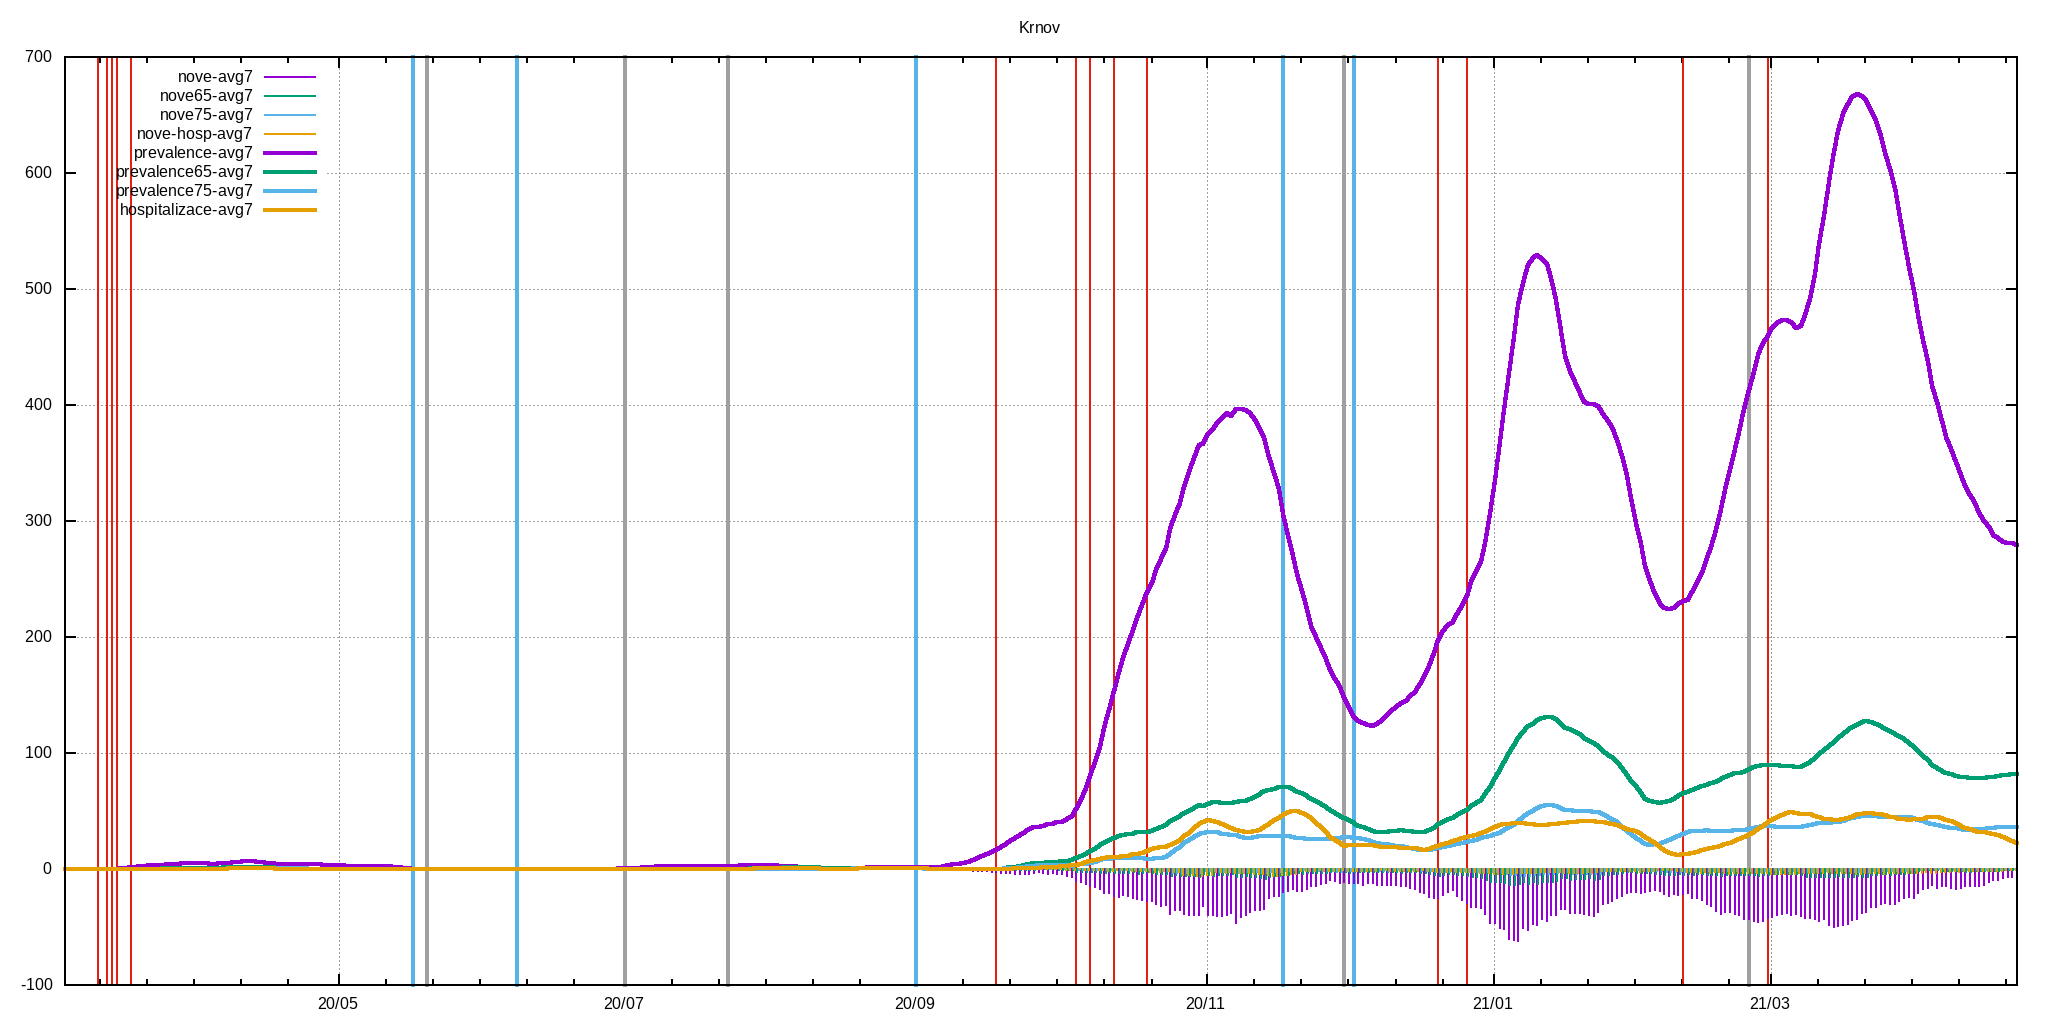 Krnov
700
600
500
400
300
200
100
0
-100
nove-avg7
nove65-avg7
nove75-avg7
nove-hosp-avg7
prevalence-avg7
prevalence65-avg7
prevalence75-avg7
hospitalizace-avg7
20/05
20/07
20/09
20/11
21/01
21/03